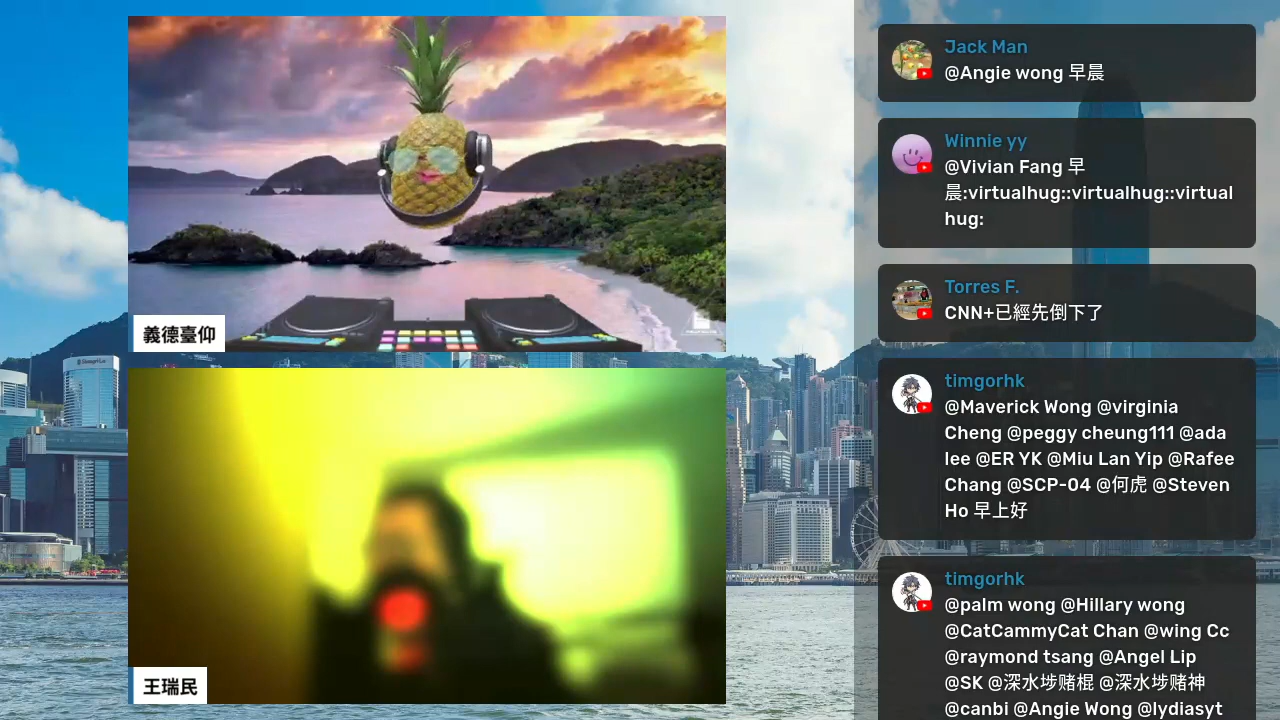 義德臺仰
王瑞民
Jack Man
@Angie wong 早晨
Winnie yy
@Vivian Fang 早
晨:virtualhug::virtualhug::virtual
hug:
Torres F.
CNN+已經先倒下了
timgorhk
@Maverick Wong @virginia
Cheng @peggy cheung111 @ada
lee @ER YK @Miu Lan Yip @Rafee
Chang @SCP-04 @何虎 @Steven
Ho 早上好
timgorhk
@palm wong @Hillary wong
@CatCammyCat Chan @wing Cc
@raymond tsang @Angel Lip
@SK @深水埗赌棍 @深水埗赌神
@canbi @Angie Wong @lydiasyt